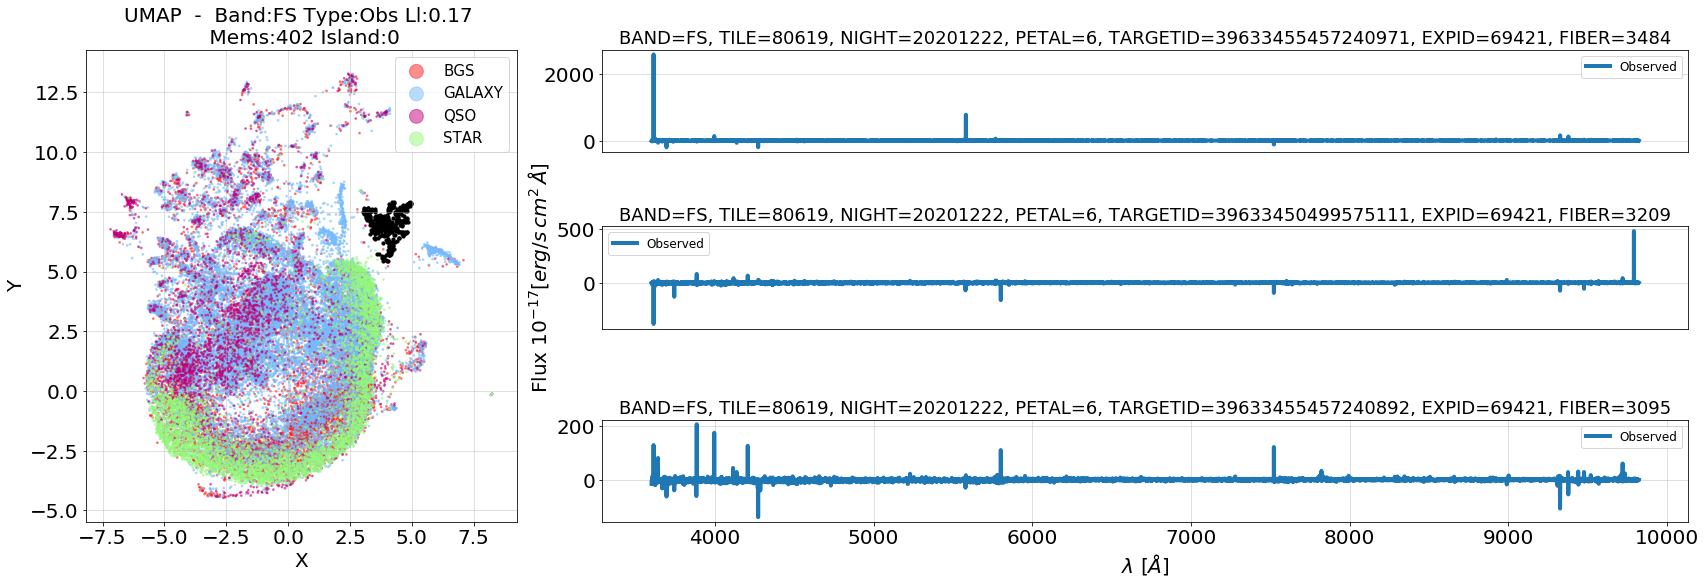 UMAP - Band:FS Type:Obs Ll:0.17
Mems:402 Island:0
BGS
GALAXY
QSO
STAR
12.5
10.0
7.5
5.0
2.5
0.0
−2.5
−5.0
Y
−7.5 −5.0 −2.5 0.0 2.5 5.0 7.5
X
Flux 10⁻¹⁷[erg/s cm² Å]
BAND=FS, TILE=80619, NIGHT=20201222, PETAL=6, TARGETID=39633455457240971, EXPID=69421, FIBER=3484
Observed
2000
0
BAND=FS, TILE=80619, NIGHT=20201222, PETAL=6, TARGETID=39633450499575111, EXPID=69421, FIBER=3209
Observed
500
0
BAND=FS, TILE=80619, NIGHT=20201222, PETAL=6, TARGETID=39633455457240892, EXPID=69421, FIBER=3095
Observed
200
0
4000 5000 6000 7000 8000 9000 10000
λ [Å]